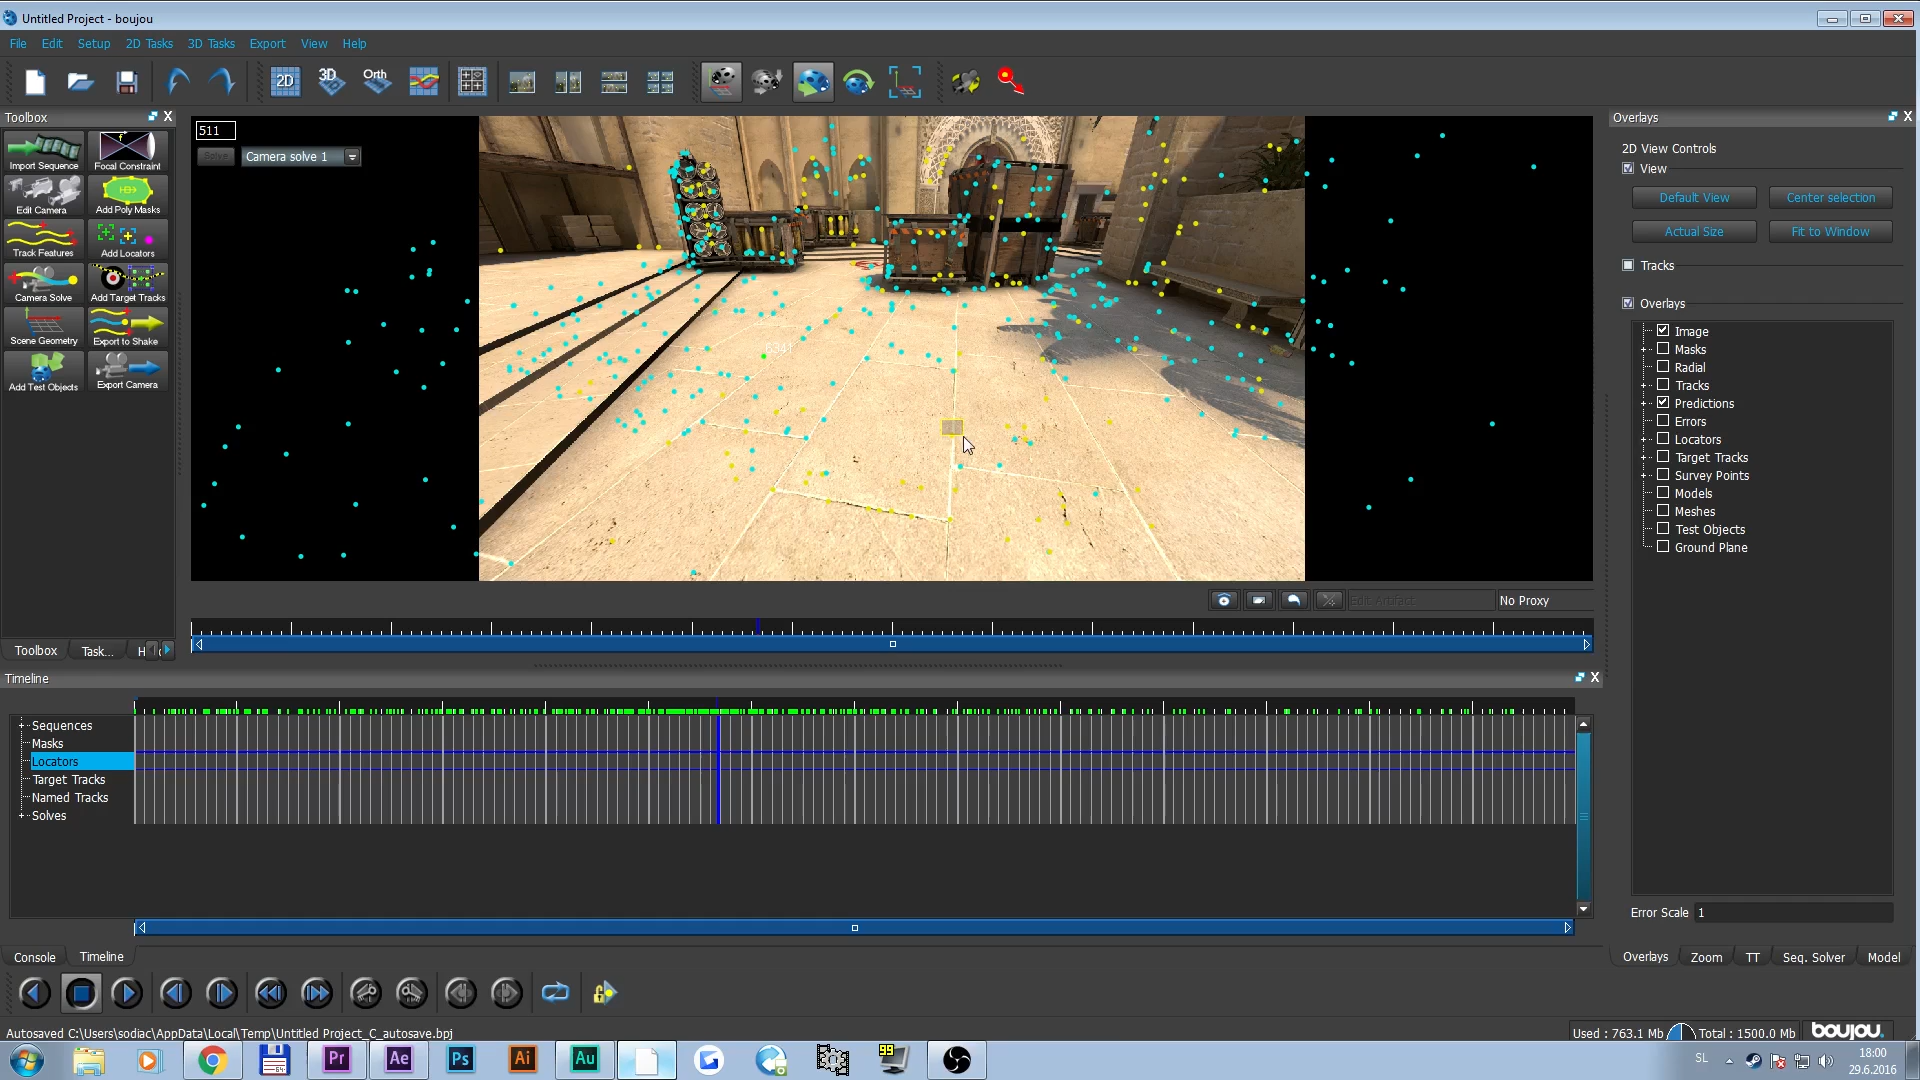 Untitled Project - boujou
File Edit Setup 2D Tasks 3D Tasks Export View Help
2D 3D Orth
Toolbox X
Import Sequence Focal Constraint
Edit Camera Add Poly Masks
Track Features Add Locators
Camera Solve Add Target Tracks
Scene Geometry Export to Shake
Add Test Objects Export Camera
Toolbox Task...
511
Solve Camera solve 1
6341
Edit Artifact No Proxy
Overlays X
2D View Controls
View
Default View Center selection
Actual Size Fit to Window
Tracks
Overlays
Image
Masks
Radial
Tracks
Predictions
Errors
Locators
Target Tracks
Survey Points
Models
Meshes
Test Objects
Ground Plane
Error Scale 1
Overlays Zoom TT Seq. Solver Model
Timeline X
Sequences
Masks
Locators
Target Tracks
Named Tracks
Solves
Console Timeline
Autosaved C:\Users\sodiac\AppData\Local\Temp\Untitled Project_C_autosave.bpj
Used : 763.1 Mb Total : 1500.0 Mb boujou
Pr Ae Ps Ai Au 99
SL 18:00
29.6.2016